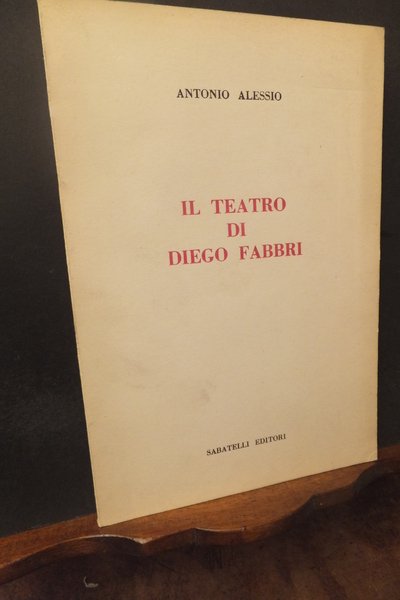 ANTONIO ALESSIO
IL TEATRO
DI
DIEGO FABBRI
SABATELLI EDITORI